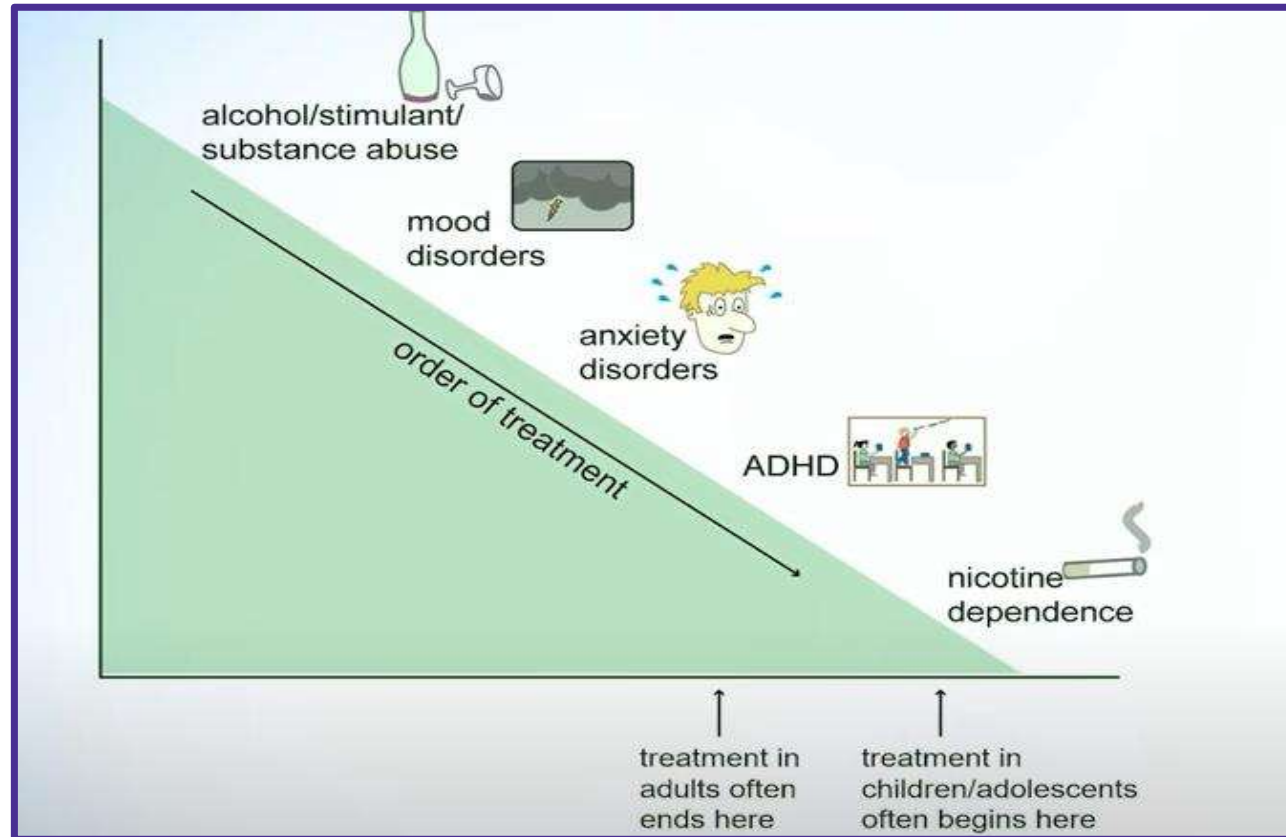 alcohol/stimulant/
substance abuse
mood
disorders
anxiety
disorders
order of treatment
ADHD
nicotine
dependence
treatment in
adults often
ends here
treatment in
children/adolescents
often begins here